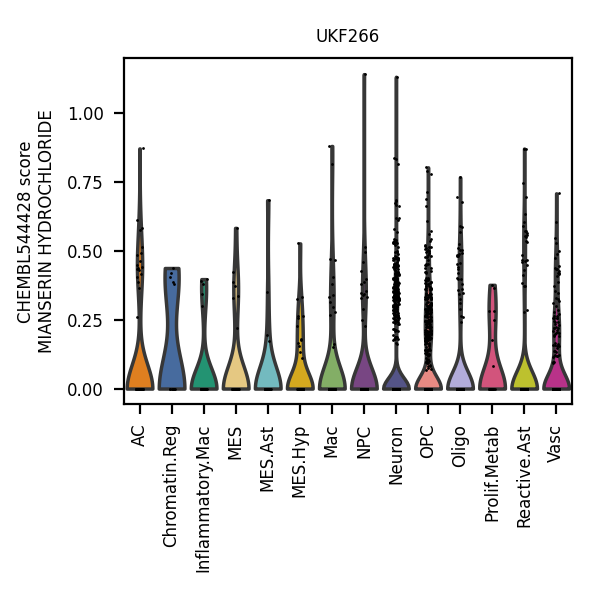 UKF266
CHEMBL544428 score
MIANSERIN HYDROCHLORIDE
1.00
0.75
0.50
0.25
0.00
AC
Chromatin.Reg
Inflammatory.Mac
MES
MES.Ast
MES.Hyp
Mac
NPC
Neuron
OPC
Oligo
Prolif.Metab
Reactive.Ast
Vasc